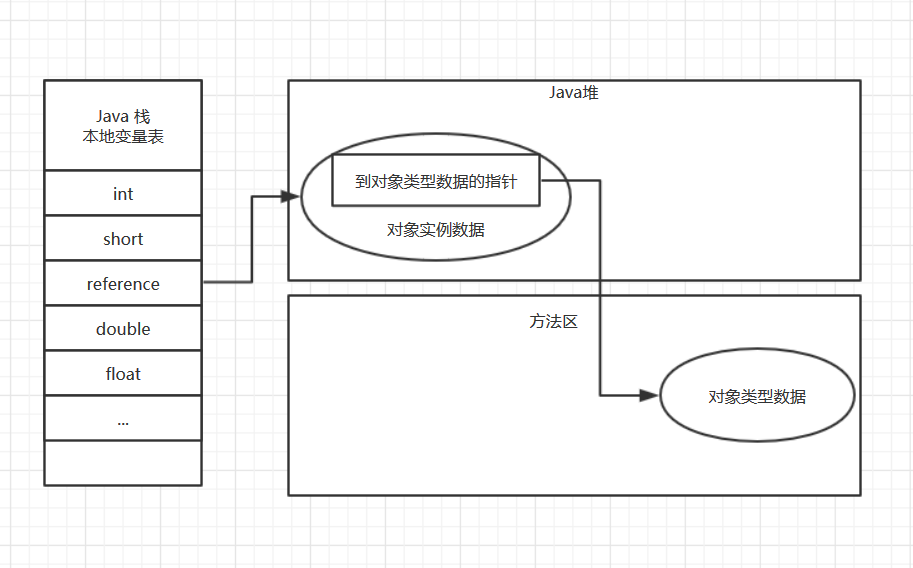 Java 栈
本地变量表
int
short
reference
double
float
...
Java堆
到对象类型数据的指针
对象实例数据
方法区
对象类型数据